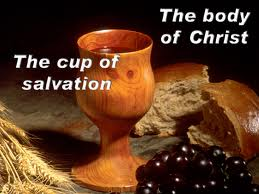 The body
of Christ
The cup of
salvation